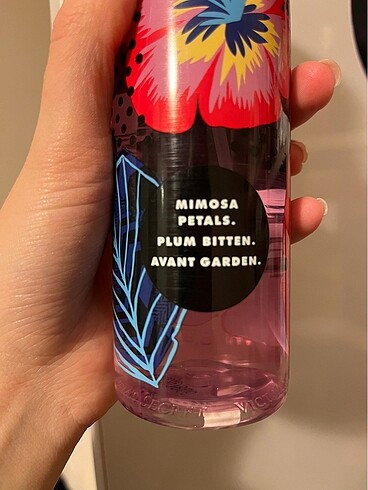 MIMOSA
PETALS.
PLUM BITTEN.
AVANT GARDEN.